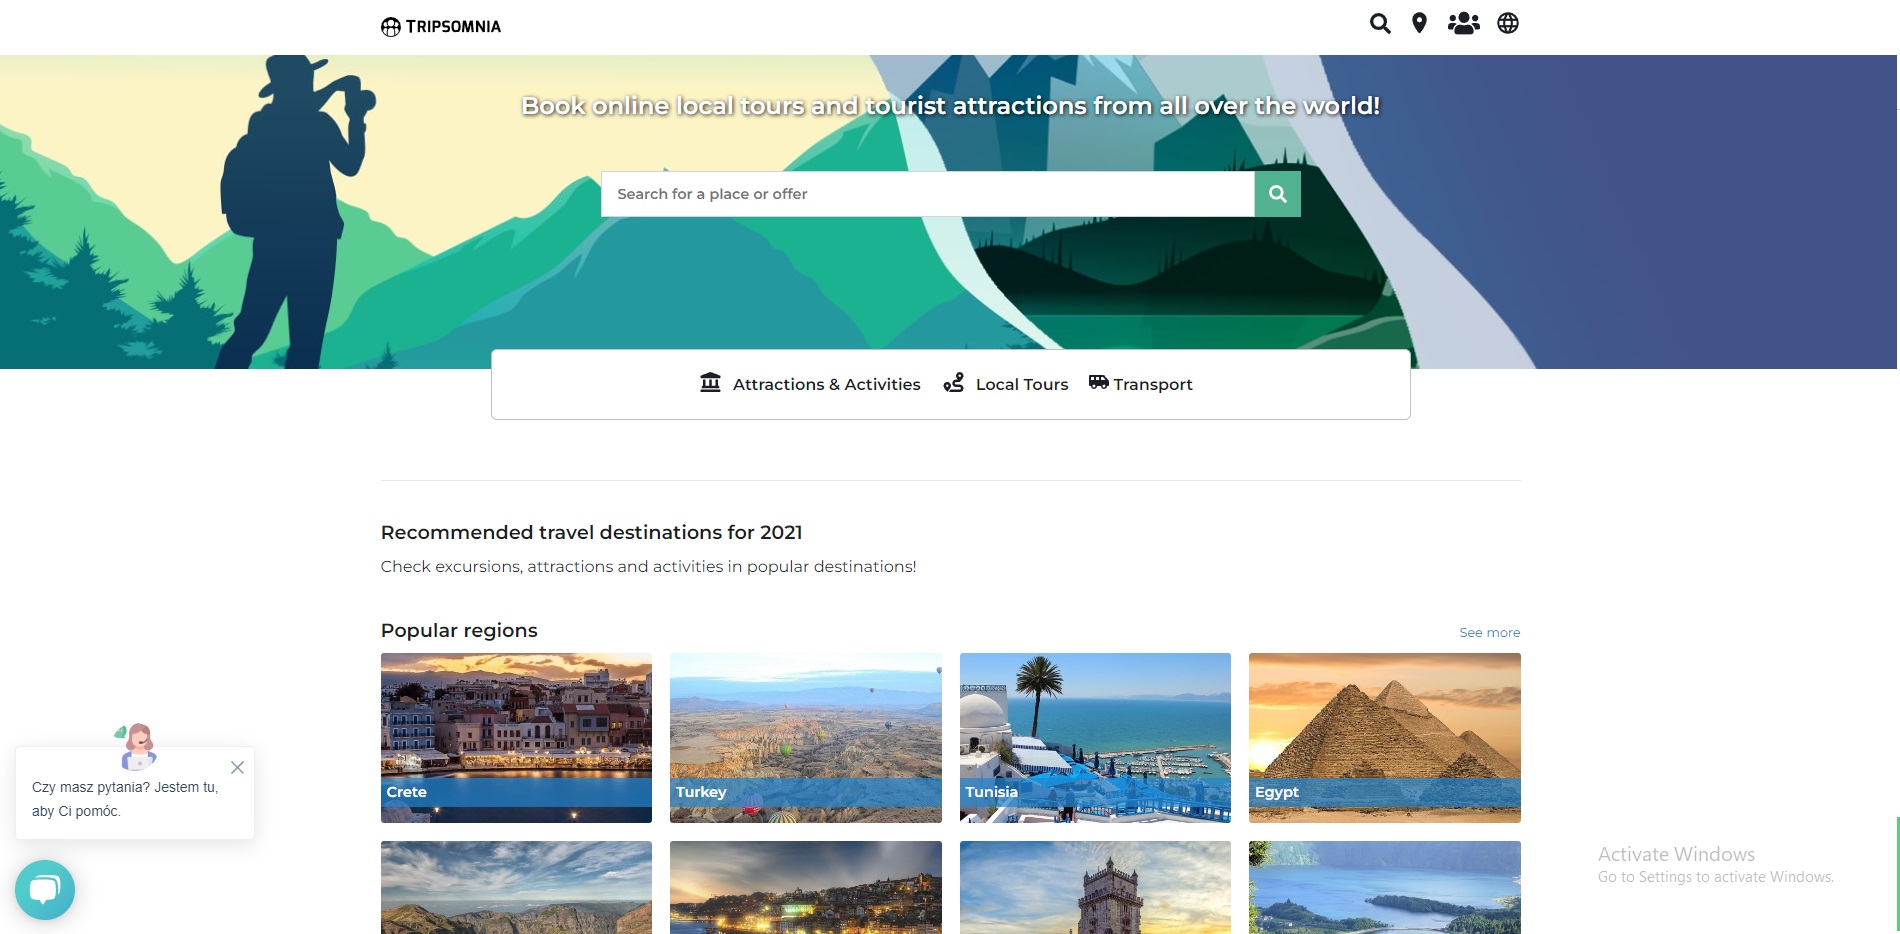 TRIPSOMNIA
Book online local tours and tourist attractions from all over the world!
Search for a place or offer
Attractions & Activities
Local Tours
Transport
Recommended travel destinations for 2021
Check excursions, attractions and activities in popular destinations!
Popular regions
See more
Crete
Turkey
Tunisia
Egypt
Czy masz pytania? Jestem tu,
aby Ci pomóc.
Activate Windows
Go to Settings to activate Windows.